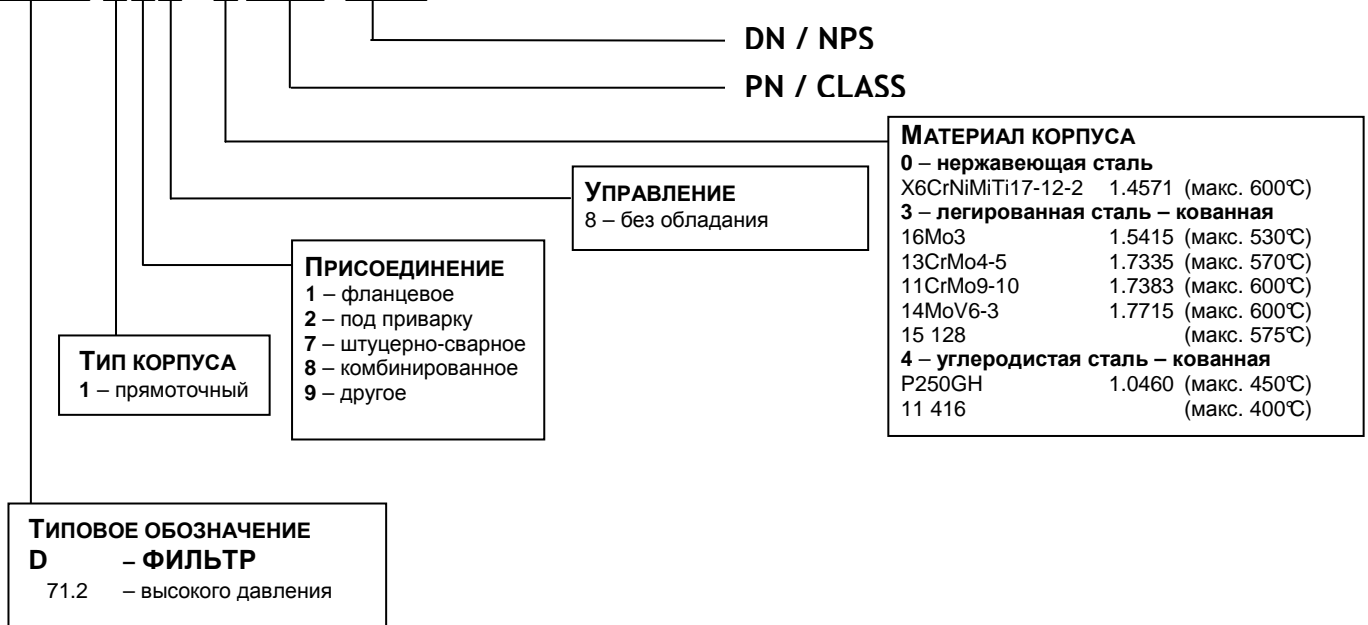 DN / NPS
PN / CLASS
МАТЕРИАЛ КОРПУСА
0 – нержавеющая сталь
X6CrNiMiTi17-12-2 1.4571 (макс. 600°C)
3 – легированная сталь – кованная
16Mo3 1.5415 (макс. 530°C)
13CrMo4-5 1.7335 (макс. 570°C)
11CrMo9-10 1.7383 (макс. 600°C)
14MoV6-3 1.7715 (макс. 600°C)
15 128 (макс. 575°C)
4 – углеродистая сталь – кованная
P250GH 1.0460 (макс. 450°C)
11 416 (макс. 400°C)
УПРАВЛЕНИЕ
8 – без обладания
ПРИСОЕДИНЕНИЕ
1 – фланцевое
2 – под приварку
7 – штуцерно-сварное
8 – комбинированное
9 – другое
ТИП КОРПУСА
1 – прямоточный
ТИПОВОЕ ОБОЗНАЧЕНИЕ
D – ФИЛЬТР
71.2 – высокого давления